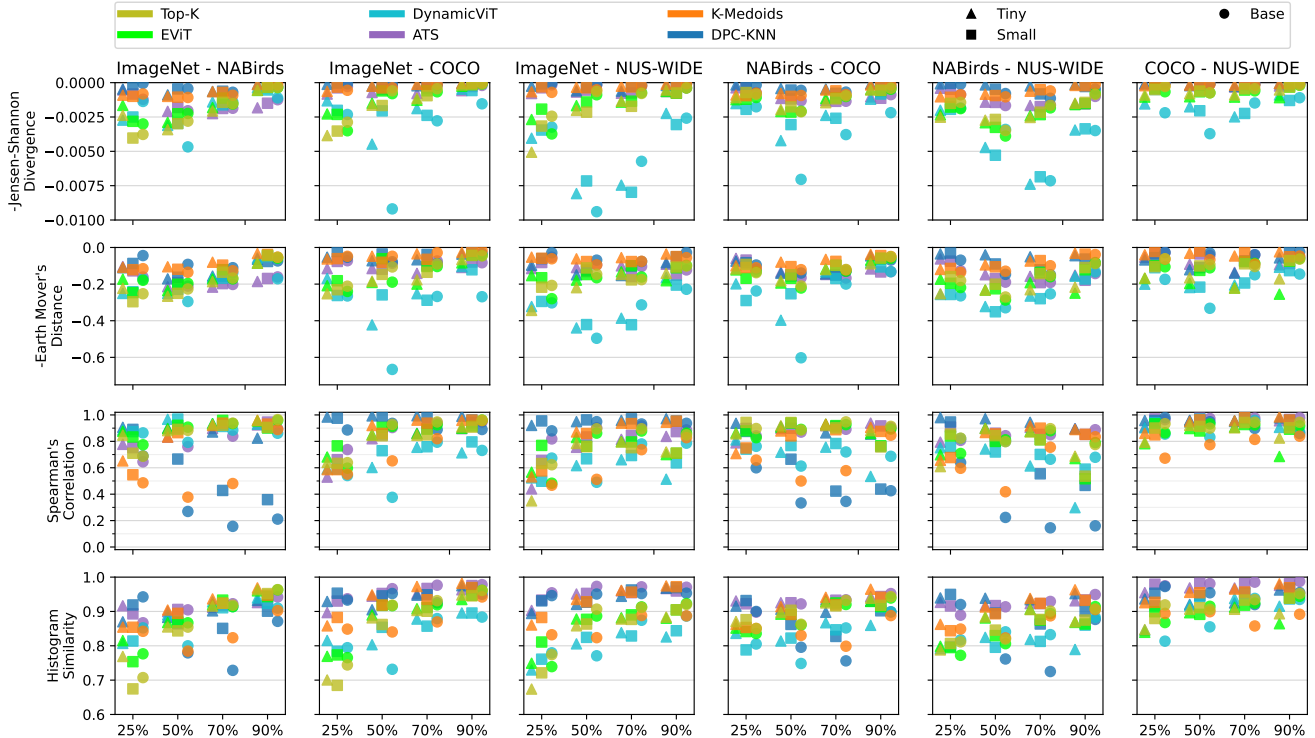 Top-K DynamicViT K-Medoids Tiny Base
EViT ATS DPC-KNN Small
ImageNet - NABirds ImageNet - COCO ImageNet - NUS-WIDE NABirds - COCO NABirds - NUS-WIDE COCO - NUS-WIDE
-Jensen-Shannon
Divergence
0.0000
−0.0025
−0.0050
−0.0075
−0.0100
-Earth Mover's
Distance
0.0
−0.2
−0.4
−0.6
Spearman's
Correlation
1.0
0.8
0.6
0.4
0.2
0.0
Histogram
Similarity
1.0
0.9
0.8
0.7
0.6
25% 50% 70% 90% 25% 50% 70% 90% 25% 50% 70% 90% 25% 50% 70% 90% 25% 50% 70% 90% 25% 50% 70% 90%